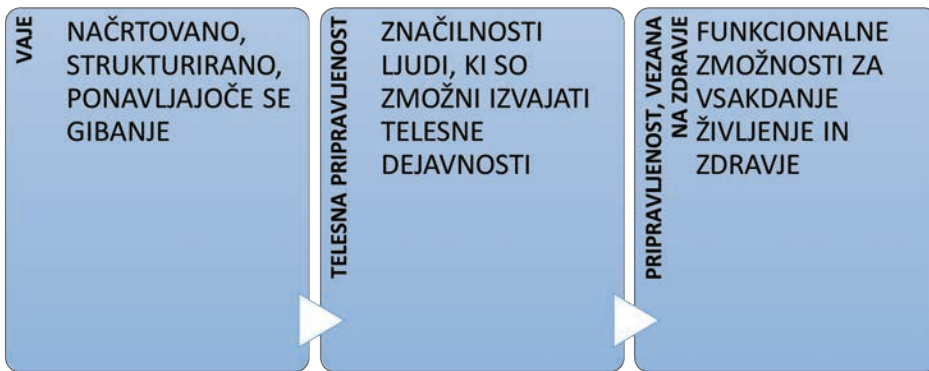 VAJE
NAČRTOVANO,
STRUKTURIRANO,
PONAVLJAJOČE SE
GIBANJE
TELESNA PRIPRAVLJENOST
ZNAČILNOSTI
LJUDI, KI SO
ZMOŽNI IZVAJATI
TELESNE
DEJAVNOSTI
PRIPRAVLJENOST, VEZANA
NA ZDRAVJE
FUNKCIONALNE
ZMOŽNOSTI ZA
VSAKDANJE
ŽIVLJENJE IN
ZDRAVJE